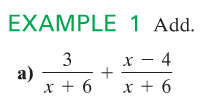 EXAMPLE 1 Add.
a) 3/(x + 6) + (x − 4)/(x + 6)